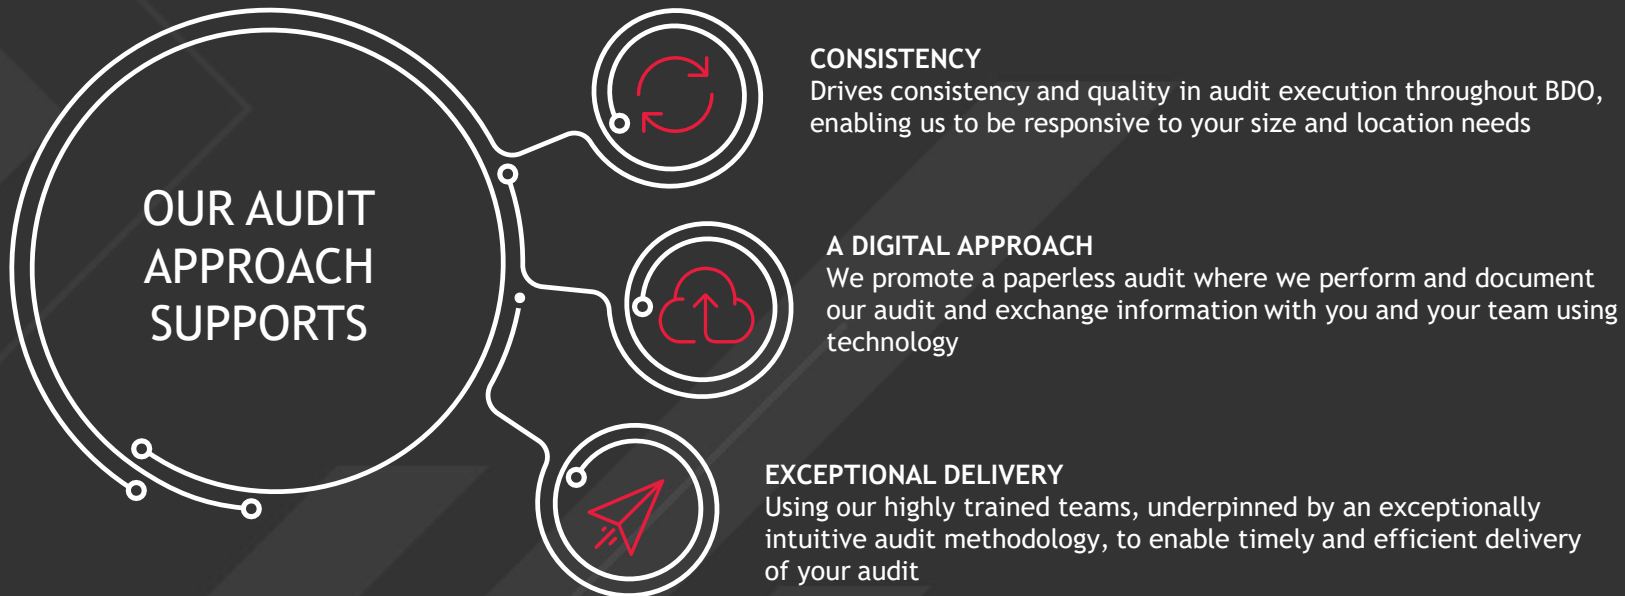 OUR AUDIT
APPROACH
SUPPORTS
CONSISTENCY
Drives consistency and quality in audit execution throughout BDO,
enabling us to be responsive to your size and location needs
A DIGITAL APPROACH
We promote a paperless audit where we perform and document
our audit and exchange information with you and your team using
technology
EXCEPTIONAL DELIVERY
Using our highly trained teams, underpinned by an exceptionally
intuitive audit methodology, to enable timely and efficient delivery
of your audit